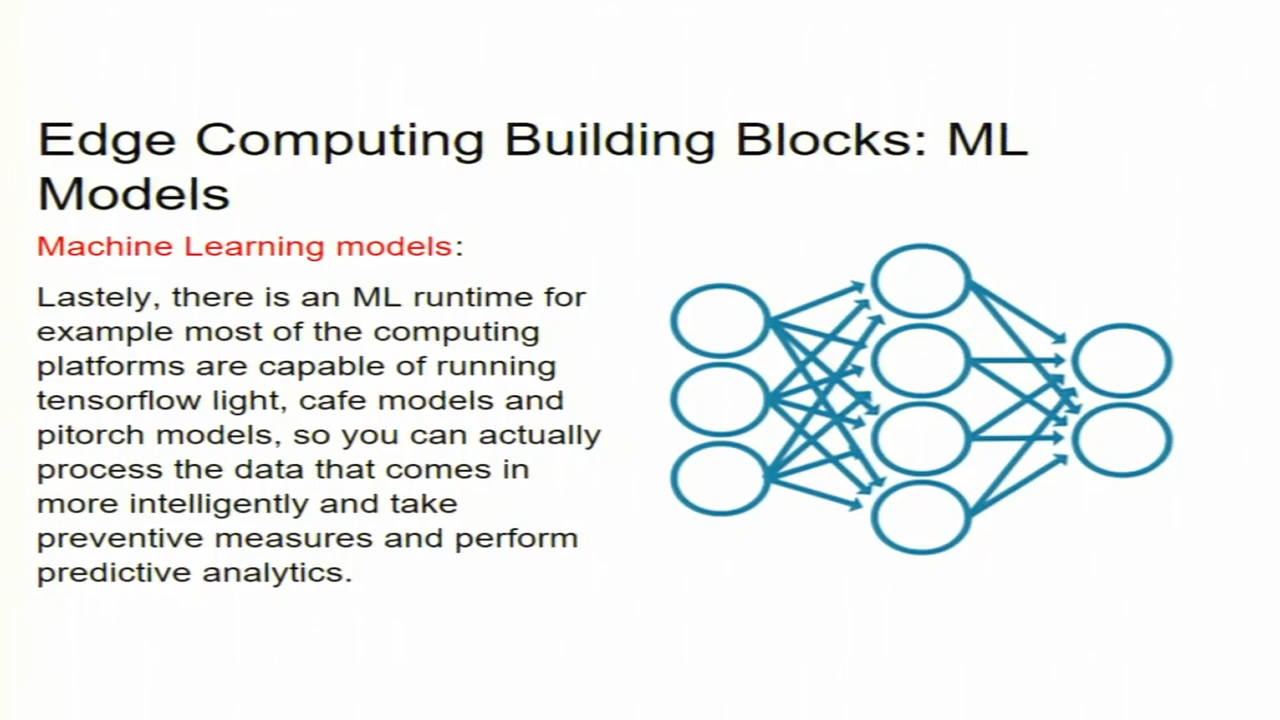 Edge Computing Building Blocks: ML
Models
Machine Learning models:
Lastely, there is an ML runtime for
example most of the computing
platforms are capable of running
tensorflow light, cafe models and
pitorch models, so you can actually
process the data that comes in
more intelligently and take
preventive measures and perform
predictive analytics.